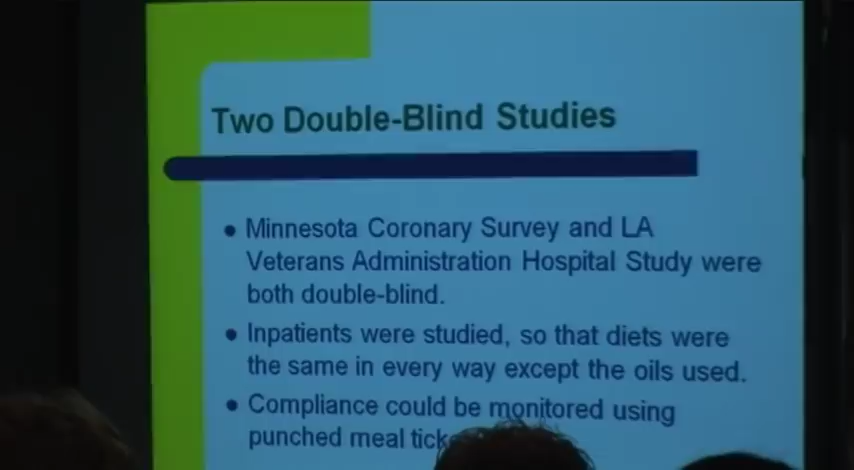 Two Double-Blind Studies
• Minnesota Coronary Survey and LA
Veterans Administration Hospital Study were
both double-blind.
• Inpatients were studied, so that diets were
the same in every way except the oils used.
• Compliance could be monitored using
punched meal